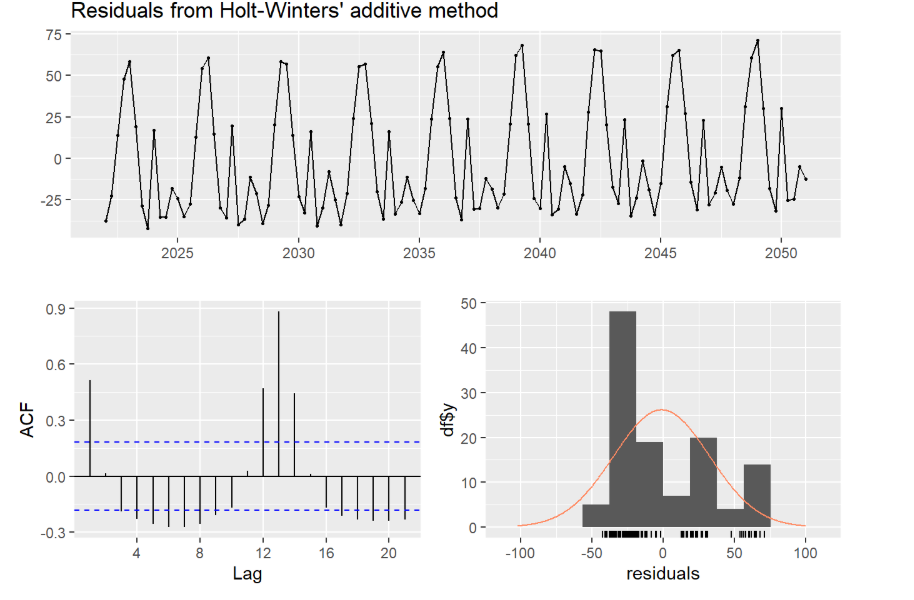 Residuals from Holt-Winters' additive method
75
50
25
0
-25
2025 2030 2035 2040 2045 2050
ACF
0.9
0.6
0.3
0.0
-0.3
4 8 12 16 20
Lag
df$y
50
40
30
20
10
0
-100 -50 0 50 100
residuals